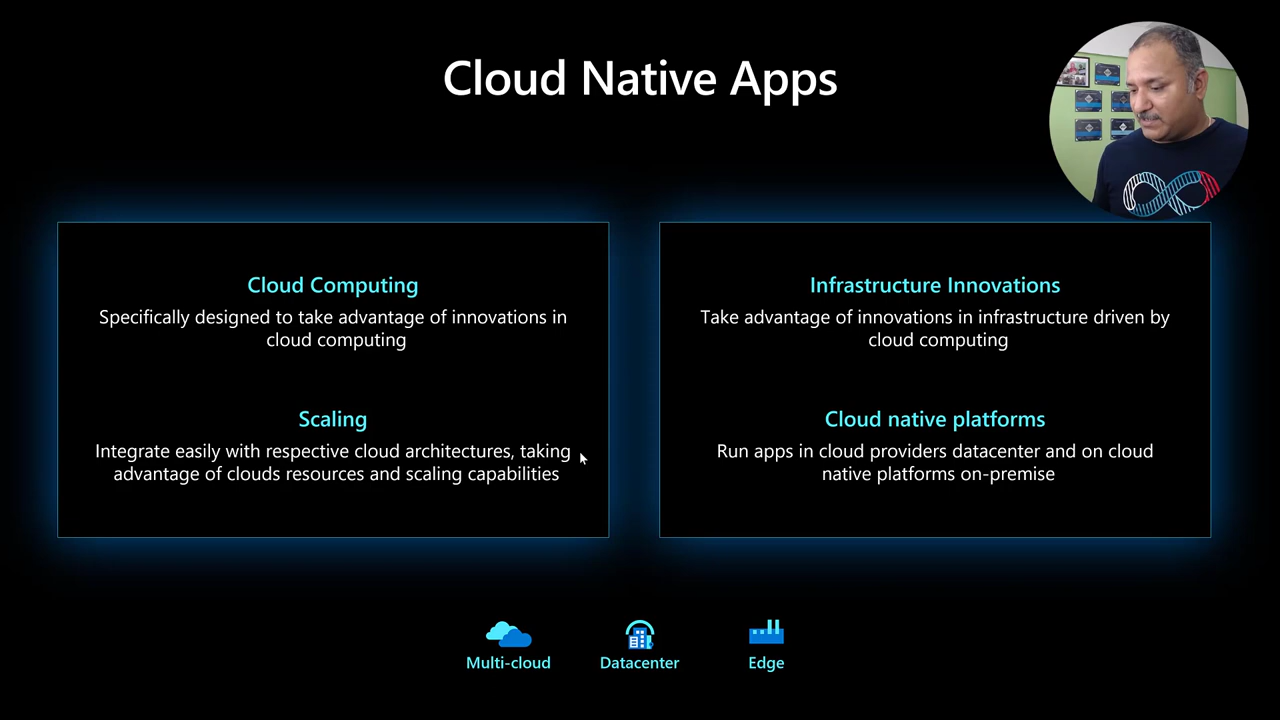 Cloud Native Apps
Cloud Computing
Specifically designed to take advantage of innovations in
cloud computing
Scaling
Integrate easily with respective cloud architectures, taking
advantage of clouds resources and scaling capabilities
Infrastructure Innovations
Take advantage of innovations in infrastructure driven by
cloud computing
Cloud native platforms
Run apps in cloud providers datacenter and on cloud
native platforms on-premise
Multi-cloud
Datacenter
Edge